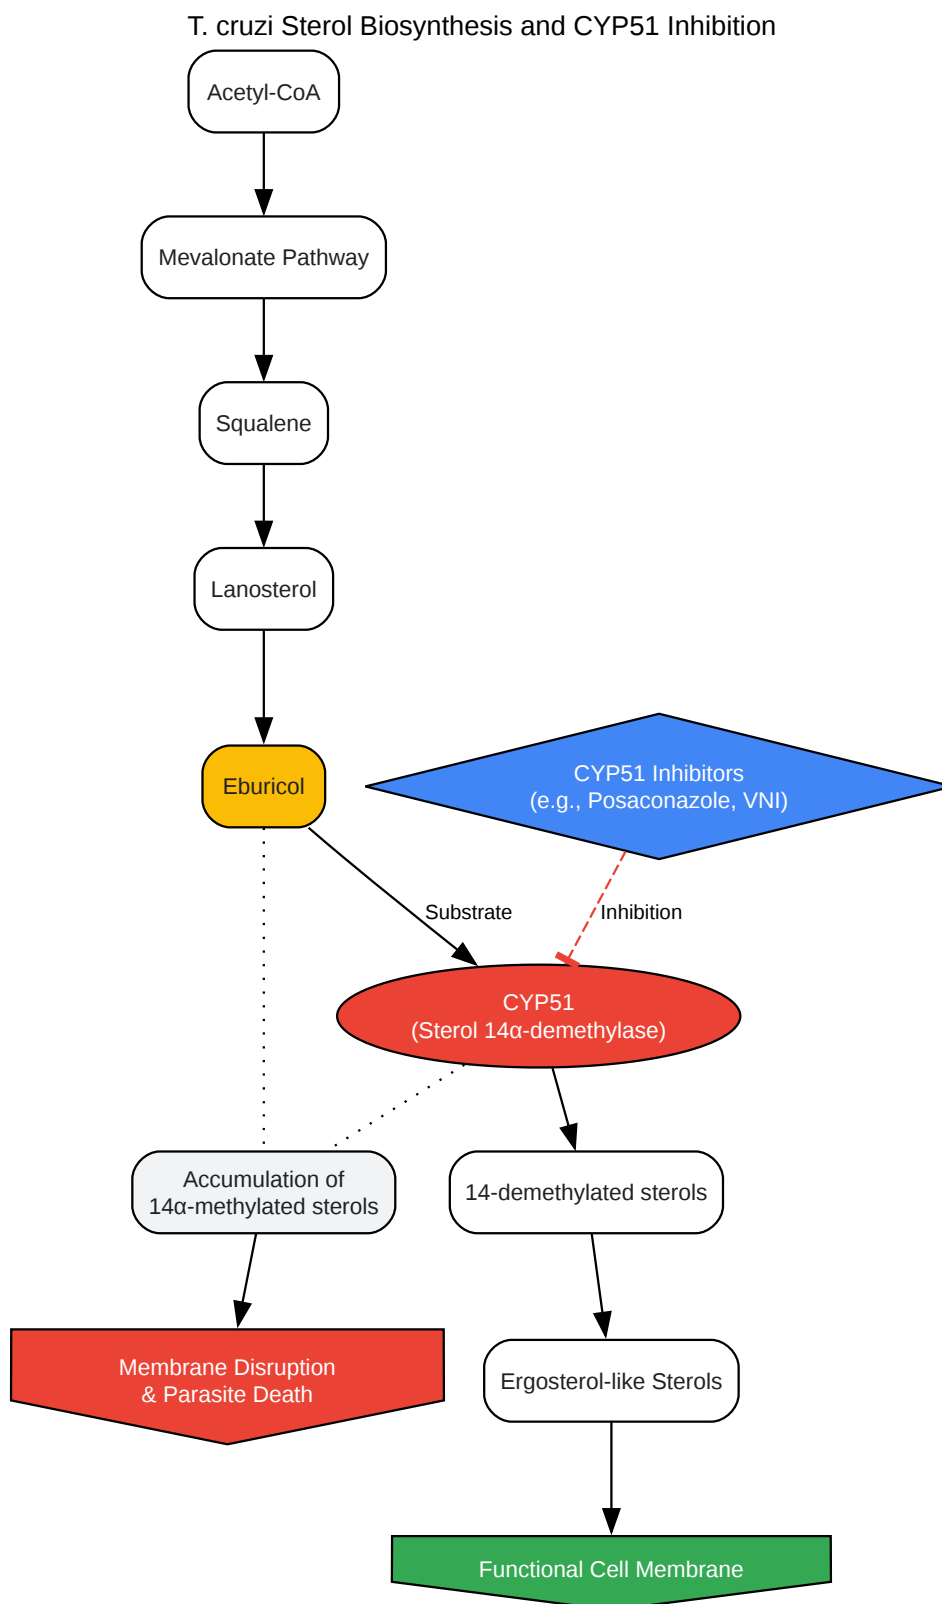 T. cruzi Sterol Biosynthesis and CYP51 Inhibition
Acetyl-CoA
Mevalonate Pathway
Squalene
Lanosterol
Eburicol
CYP51 Inhibitors
(e.g., Posaconazole, VNI)
Substrate
Inhibition
CYP51
(Sterol 14α-demethylase)
Accumulation of
14α-methylated sterols
14-demethylated sterols
Membrane Disruption
& Parasite Death
Ergosterol-like Sterols
Functional Cell Membrane